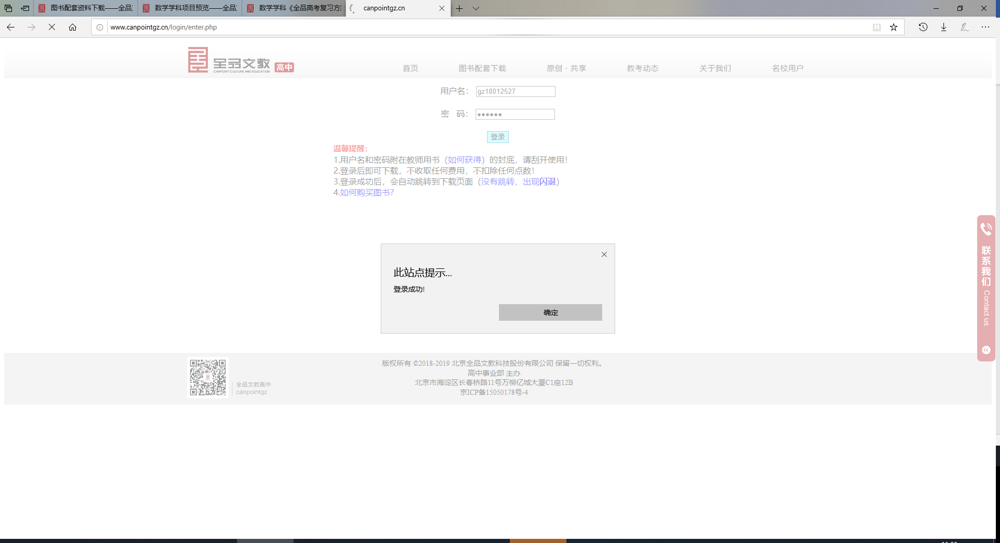 图书配套资料下载——全品
数学学科项目预览——全品
数学学科《全品高考复习方
canpointgz.cn
www.canpointgz.cn/login/enter.php
全品文教 高中
CANPOINT CULTURE AND EDUCATION
首页 图书配套下载 原创·共享 教考动态 关于我们 名校用户
用户名： gz18012527
密 码： ●●●●●●
登录
温馨提醒：
1.用户名和密码附在教师用书（如何获得）的封底，请刮开使用！
2.登录后即可下载，不收取任何费用，不扣除任何点数！
3.登录成功后，会自动跳转到下载页面（没有跳转、出现闪退）
4.如何购买图书？
联系我们 Contact us
此站点提示...
登录成功!
确定
全品文教高中
canpointgz
版权所有 ©2018-2019 北京全品文教科技股份有限公司 保留一切权利。
高中事业部 主办
北京市海淀区长春桥路11号万柳亿城大厦C1座12B
京ICP备15050178号-4